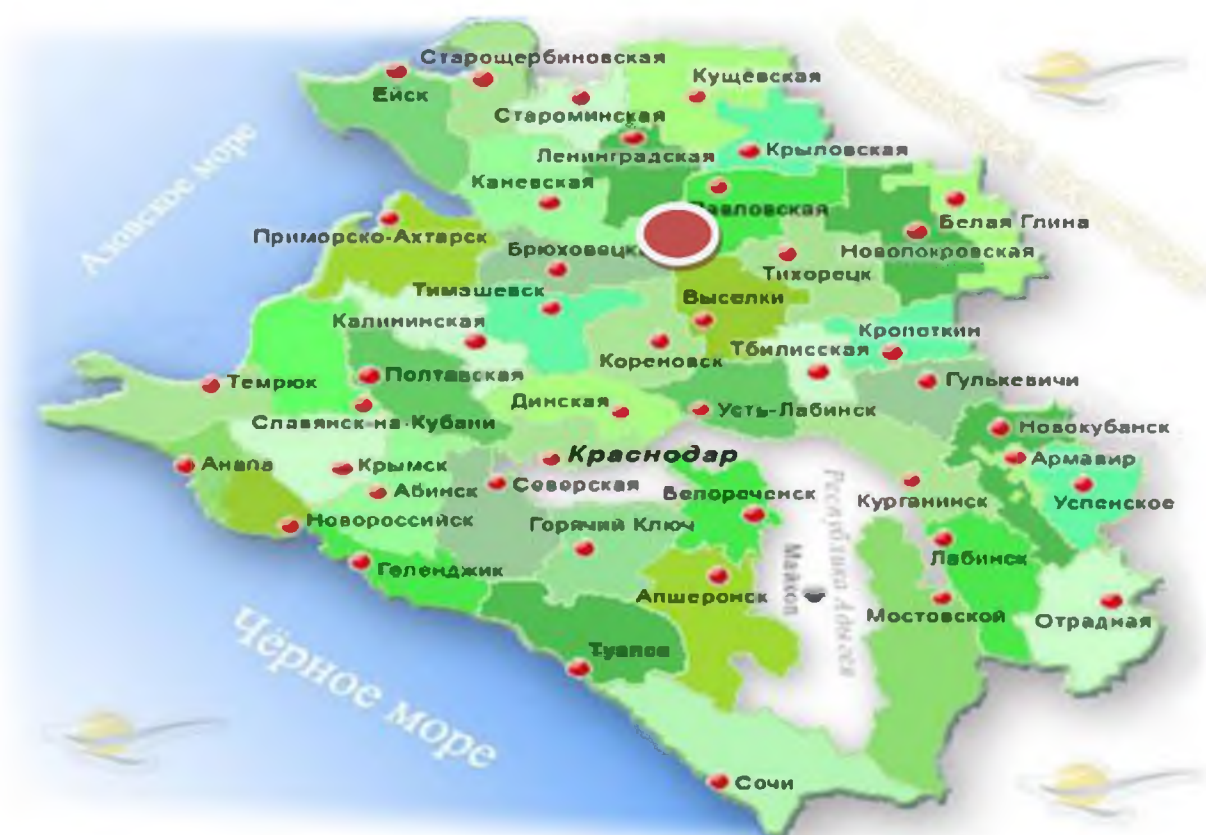 Старощербиновская
Кущёвская
Ейск
Староминская
Ленинградская
Крыловская
Каневская
Павловская
Белая Глина
Приморско-Ахтарск
Новопокровская
Брюховецк
Тихорецк
Азовское море
Тимашевск
Выселки
Калининская
Кропоткин
Кореновск
Тбилисская
Темрюк
Полтавская
Гулькевичи
Динская
Усть-Лабинск
Славянск-на-Кубани
Новокубанск
Краснодар
Анапа
Крымск
Армавир
Северская
Абинск
Белореченск
Курганинск
Успенское
Новороссийск
Горячий Ключ
Республика Адыгея
Лабинск
Геленджик
Майкоп
Апшеронск
Мостовской
Отрадная
Туапсе
Чёрное море
Сочи